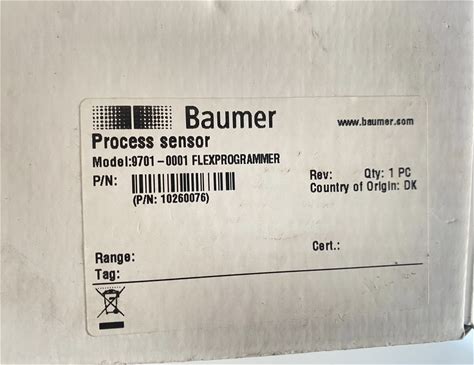 Baumer
www.baumer.com
Process sensor
Model:9701-0001 FLEXPROGRAMMER
P/N:
(P/N: 10260076)
Rev: Qty: 1 PC
Country of Origin: DK
Range: Cert.:
Tag: